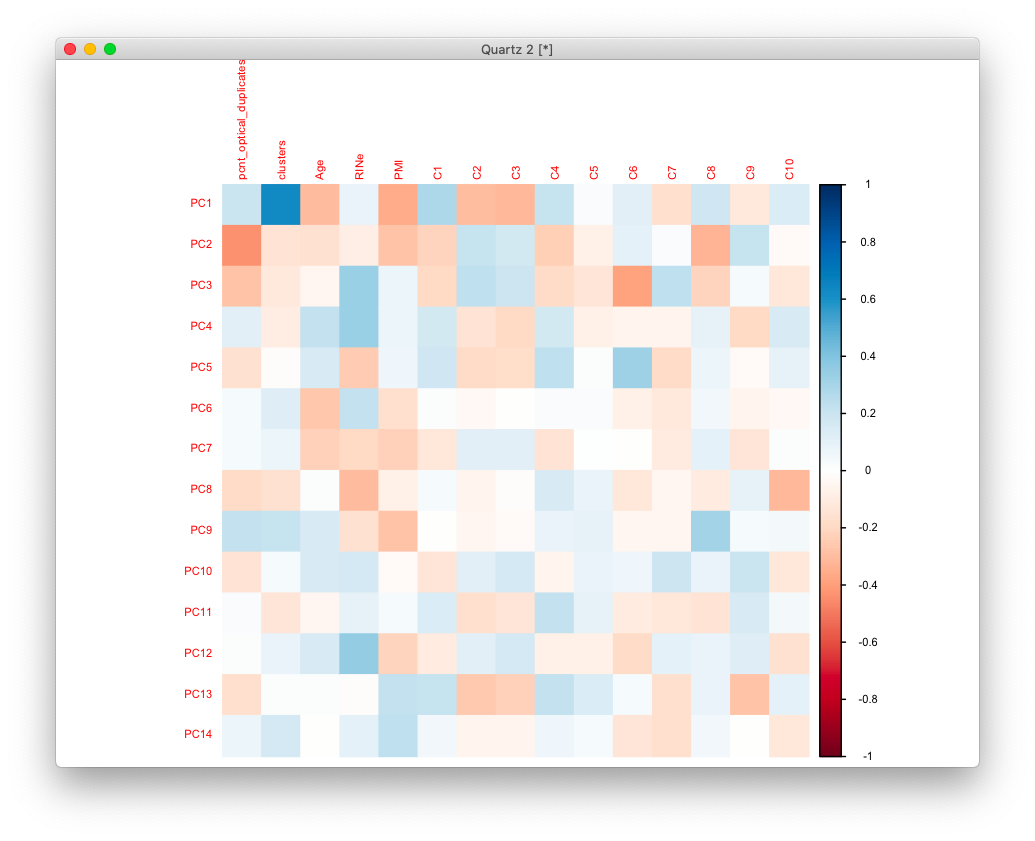 Quartz 2 [*]
pcnt_optical_duplicates
clusters
Age
RINe
PMI
C1
C2
C3
C4
C5
C6
C7
C8
C9
C10
PC1
PC2
PC3
PC4
PC5
PC6
PC7
PC8
PC9
PC10
PC11
PC12
PC13
PC14
1
0.8
0.6
0.4
0.2
0
-0.2
-0.4
-0.6
-0.8
-1